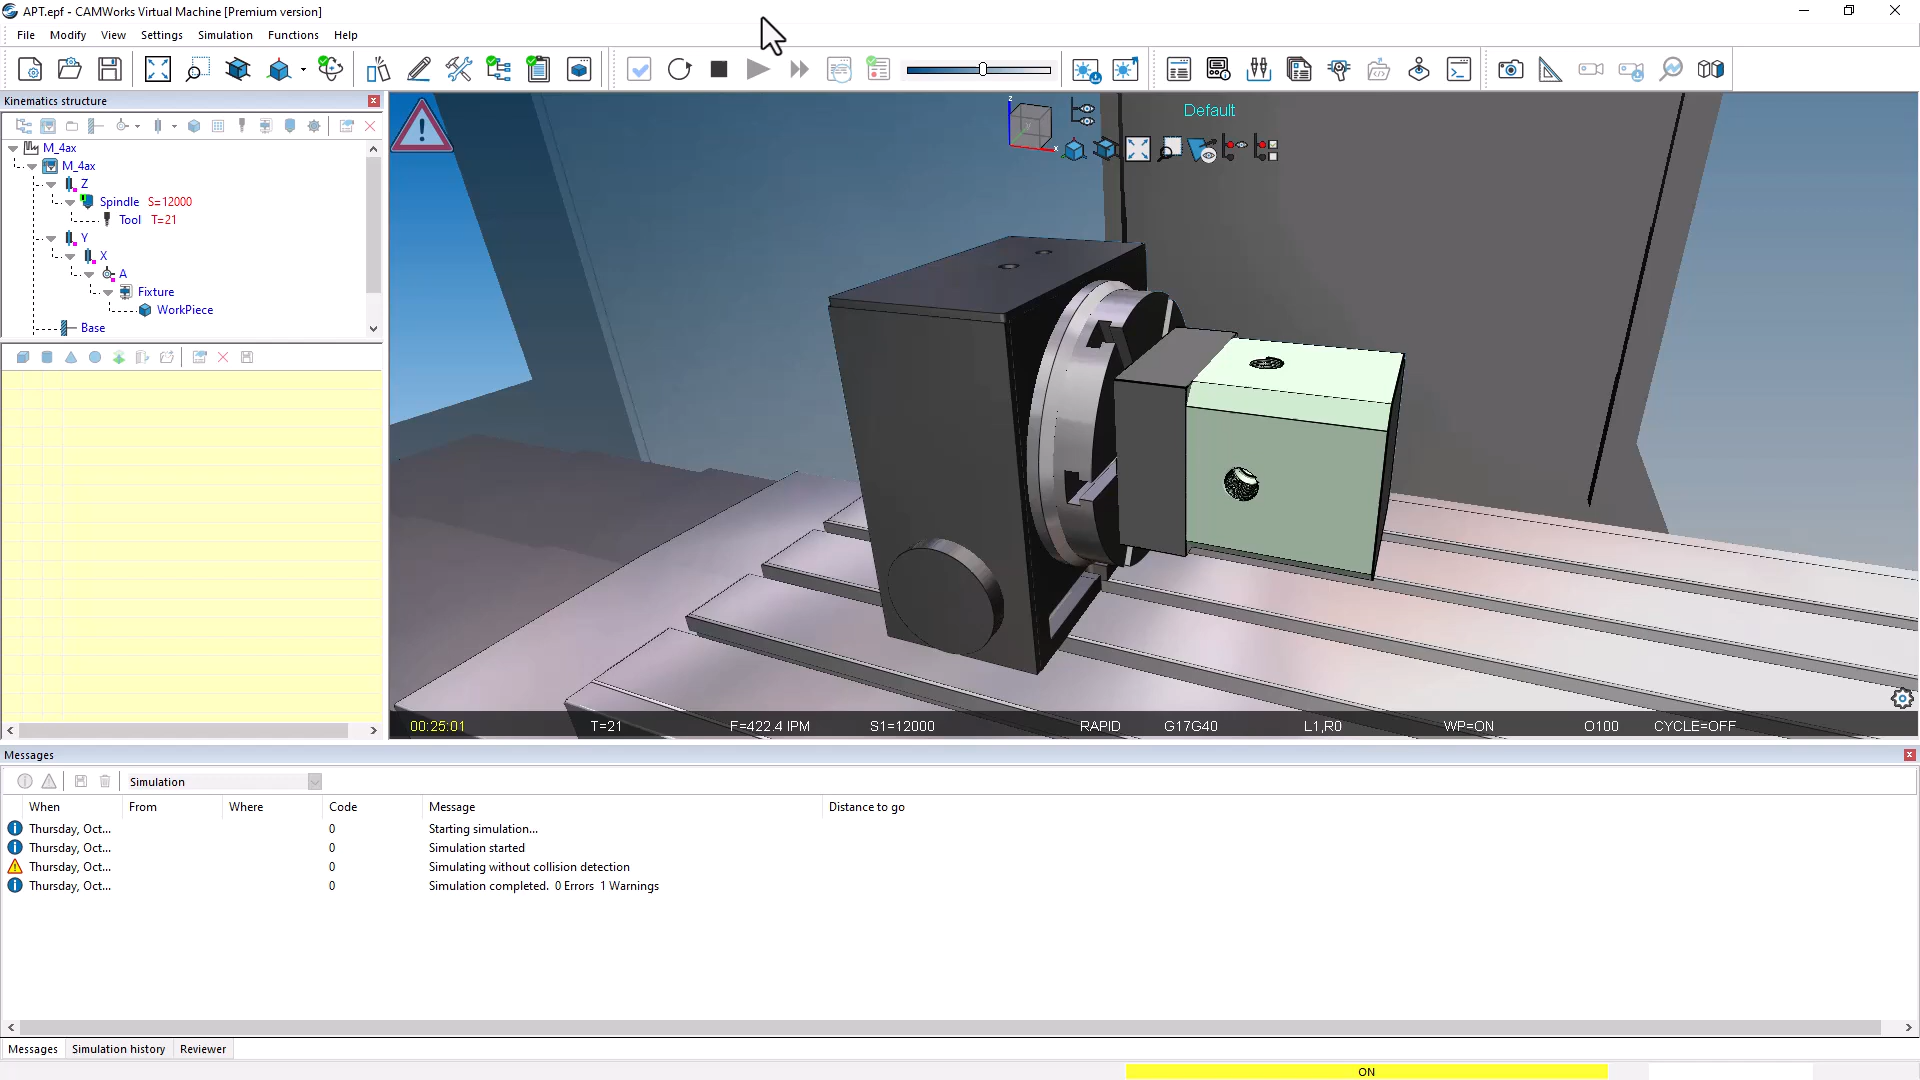 APT.epf - CAMWorks Virtual Machine [Premium version]
File Modify View Settings Simulation Functions Help
Kinematics structure
M_4ax
M_4ax
Z
Spindle S=12000
Tool T=21
Y
X
A
Fixture
WorkPiece
Base
Default
00:25:01 T=21 F=422.4 IPM S1=12000 RAPID G17G40 L1,R0 WP=ON O100 CYCLE=OFF
Messages
Simulation
When From Where Code Message Distance to go
Thursday, Oct... 0 Starting simulation...
Thursday, Oct... 0 Simulation started
Thursday, Oct... 0 Simulating without collision detection
Thursday, Oct... 0 Simulation completed. 0 Errors 1 Warnings
Messages Simulation history Reviewer
ON